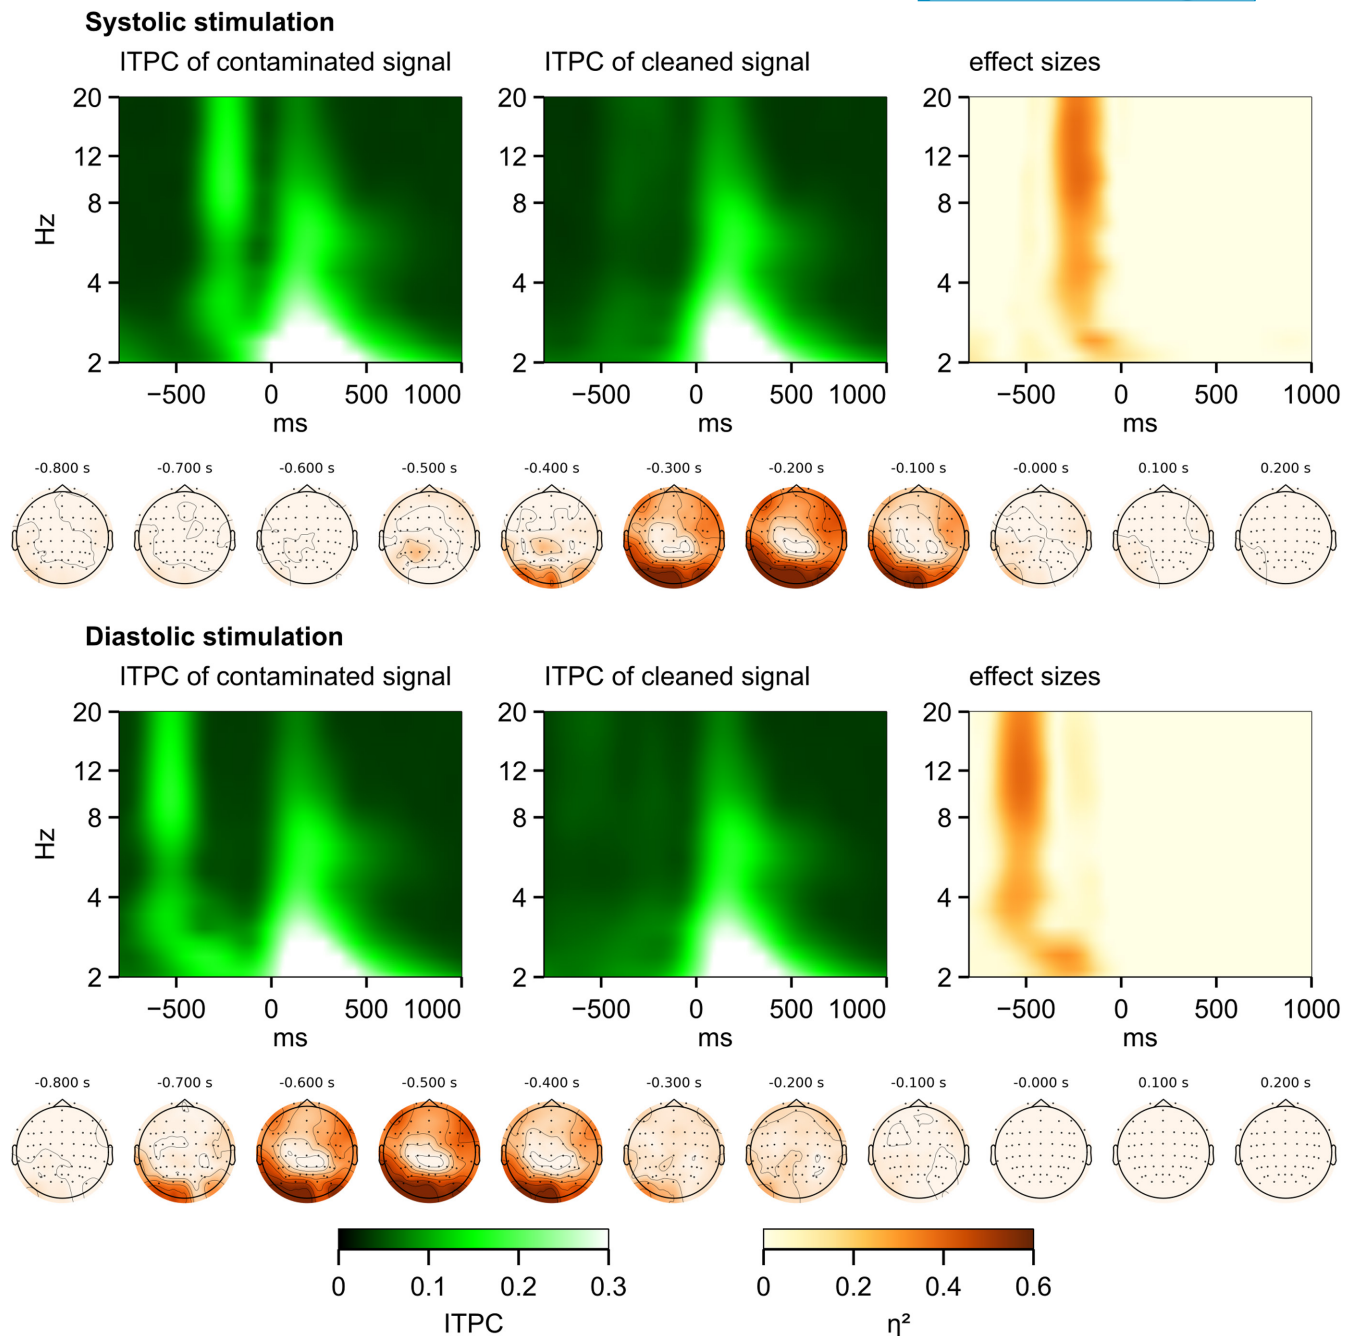 Systolic stimulation
ITPC of contaminated signal ITPC of cleaned signal effect sizes
20 20 20
12 12 12
8 8 8
Hz
4 4 4
2 2 2
−500 0 500 1000 −500 0 500 1000 −500 0 500 1000
ms ms ms
-0.800 s -0.700 s -0.600 s -0.500 s -0.400 s -0.300 s -0.200 s -0.100 s -0.000 s 0.100 s 0.200 s
Diastolic stimulation
ITPC of contaminated signal ITPC of cleaned signal effect sizes
20 20 20
12 12 12
8 8 8
Hz
4 4 4
2 2 2
−500 0 500 1000 −500 0 500 1000 −500 0 500 1000
ms ms ms
-0.800 s -0.700 s -0.600 s -0.500 s -0.400 s -0.300 s -0.200 s -0.100 s -0.000 s 0.100 s 0.200 s
0 0.1 0.2 0.3 0 0.2 0.4 0.6
ITPC η²